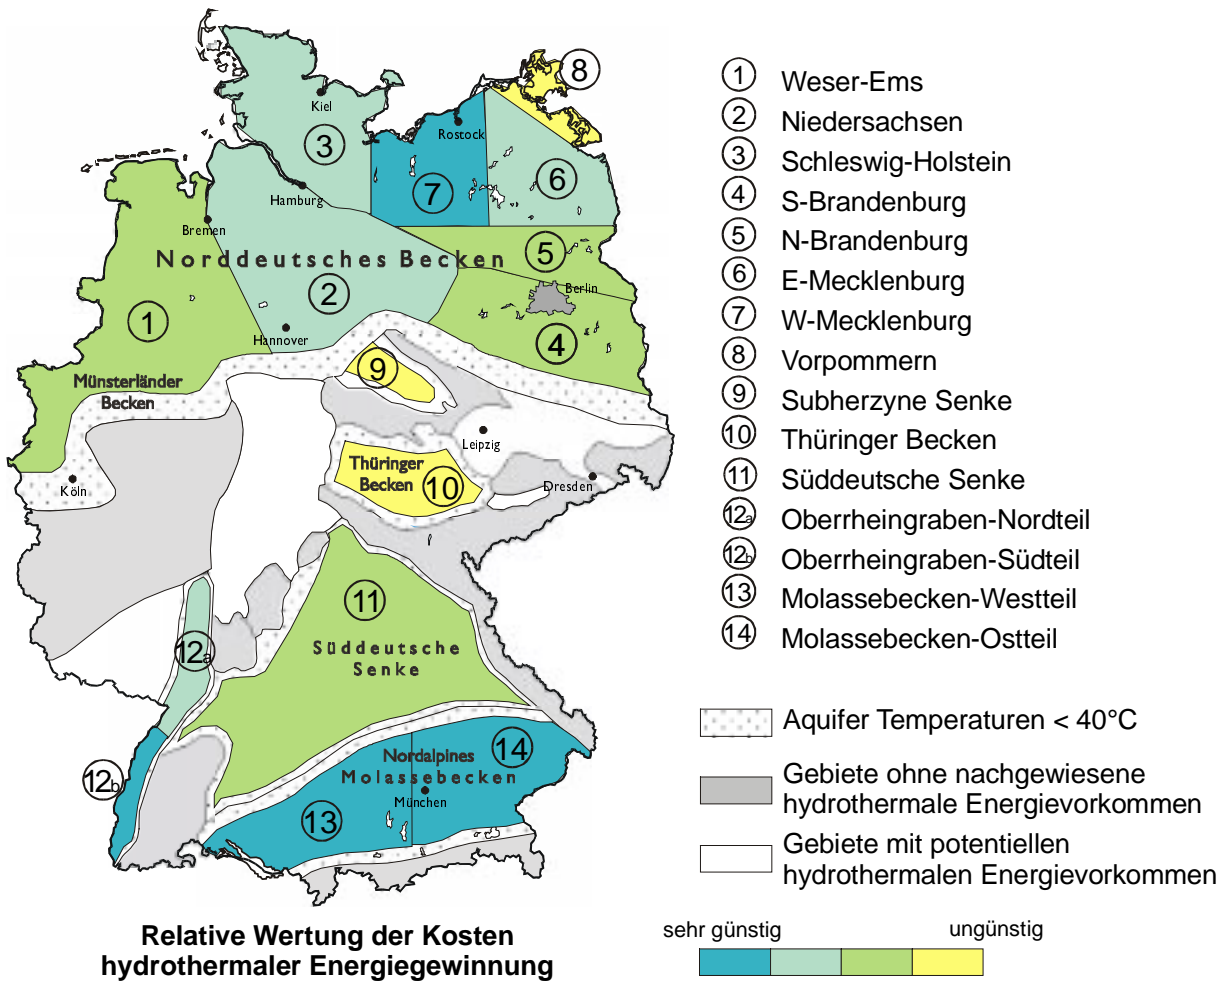 8
Kiel
Rostock
3
7
6
Hamburg
Bremen
5
Norddeutsches Becken
2
Berlin
1
Hannover
4
9
Münsterländer
Becken
Leipzig
Thüringer
Becken
10
Köln
Dresden
11
12a
Süddeutsche
Senke
14
Nordalpines
Molassebecken
12b
München
13
1 Weser-Ems
2 Niedersachsen
3 Schleswig-Holstein
4 S-Brandenburg
5 N-Brandenburg
6 E-Mecklenburg
7 W-Mecklenburg
8 Vorpommern
9 Subherzyne Senke
10 Thüringer Becken
11 Süddeutsche Senke
12a Oberrheingraben-Nordteil
12b Oberrheingraben-Südteil
13 Molassebecken-Westteil
14 Molassebecken-Ostteil
Aquifer Temperaturen < 40°C
Gebiete ohne nachgewiesene
hydrothermale Energievorkommen
Gebiete mit potentiellen
hydrothermalen Energievorkommen
Relative Wertung der Kosten
hydrothermaler Energiegewinnung
sehr günstig
ungünstig